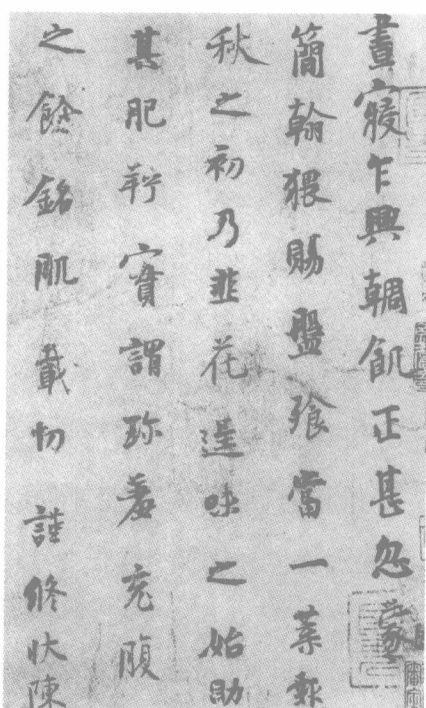 晝寢乍興輖飢正甚忽蒙
簡翰猥賜盤飧當一葉報
秋之初乃韭花逞味之始助
其肥羜實謂珍羞充腹
之餘銘肌載切謹修狀陳